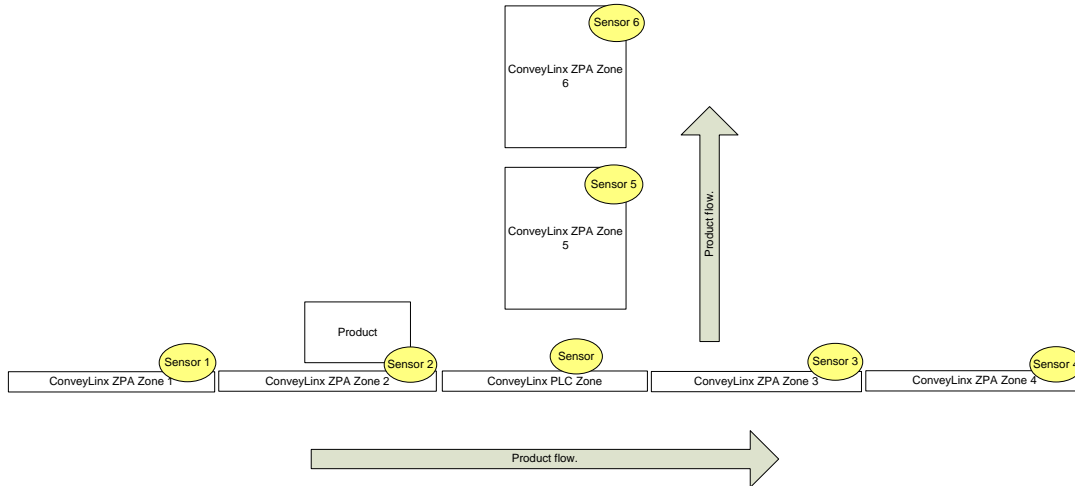 Sensor 6
ConveyLinx ZPA Zone
6
Sensor 5
ConveyLinx ZPA Zone
5
Product flow.
Product
Sensor 1
Sensor 2
Sensor
Sensor 3
Sensor 4
ConveyLinx ZPA Zone 1
ConveyLinx ZPA Zone 2
ConveyLinx PLC Zone
ConveyLinx ZPA Zone 3
ConveyLinx ZPA Zone 4
Product flow.